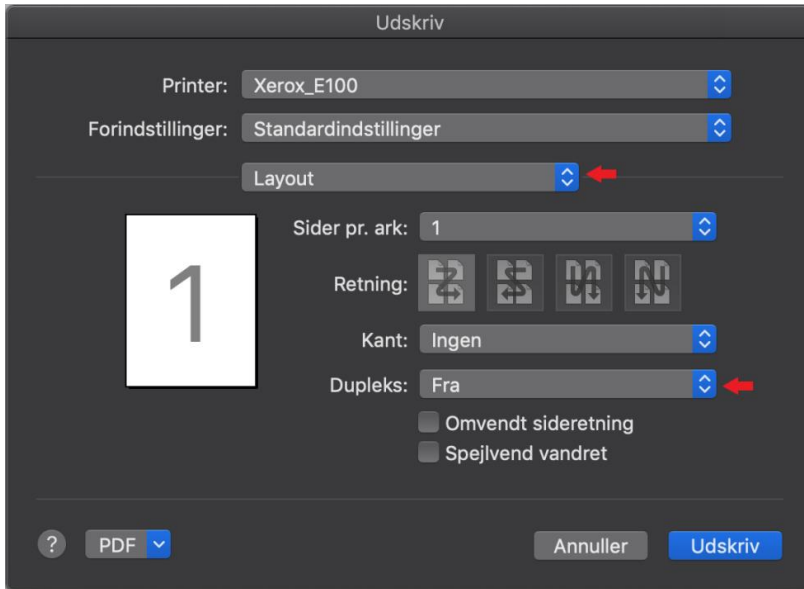 Udskriv
Printer: Xerox_E100
Forindstillinger: Standardindstillinger
Layout
1
Sider pr. ark: 1
Retning:
Kant: Ingen
Dupleks: Fra
Omvendt sideretning
Spejlvend vandret
? PDF Annuller Udskriv